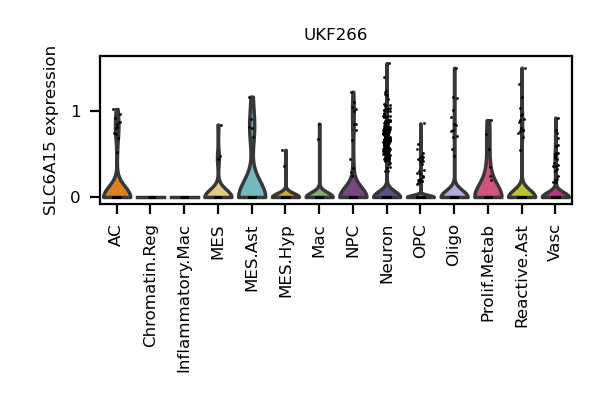 UKF266
SLC6A15 expression
1
0
AC
Chromatin.Reg
Inflammatory.Mac
MES
MES.Ast
MES.Hyp
Mac
NPC
Neuron
OPC
Oligo
Prolif.Metab
Reactive.Ast
Vasc